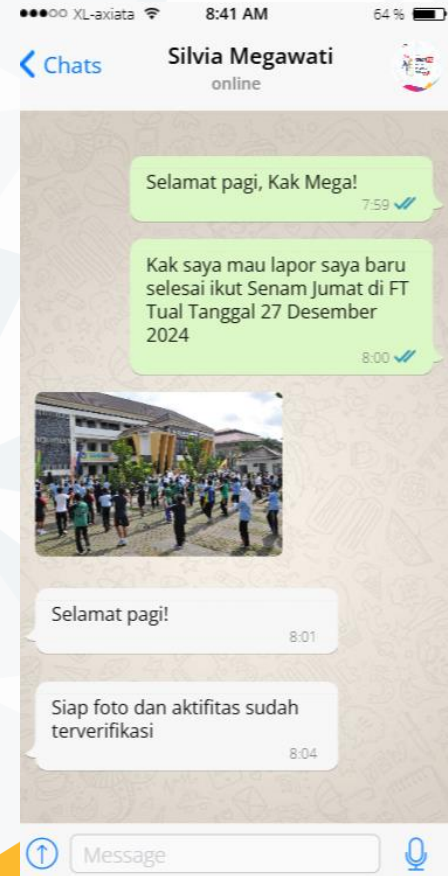 XL-axiata 8:41 AM 64 %
Chats Silvia Megawati
online
Selamat pagi, Kak Mega!
7:59
Kak saya mau lapor saya baru
selesai ikut Senam Jumat di FT
Tual Tanggal 27 Desember
2024
8:00
Selamat pagi!
8:01
Siap foto dan aktifitas sudah
terverifikasi
8:04
Message